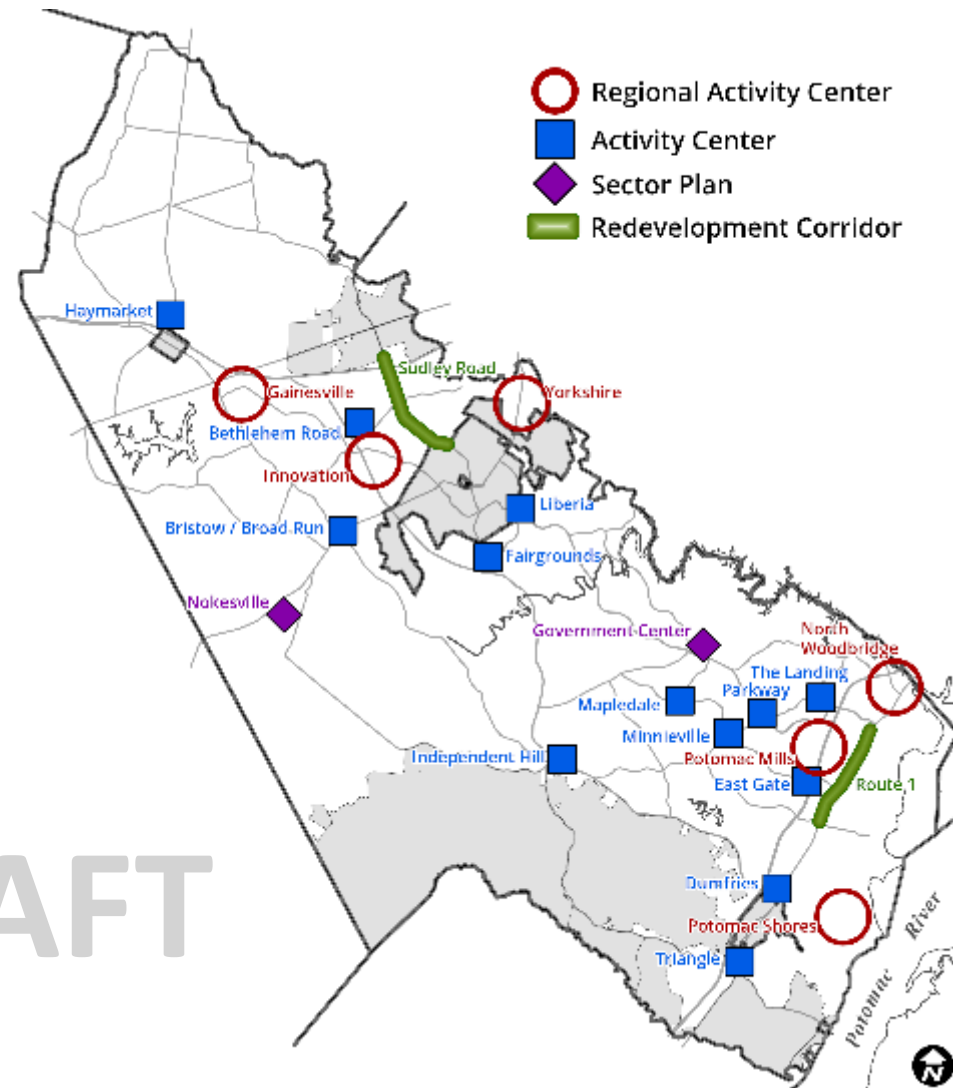 Regional Activity Center
Activity Center
Sector Plan
Redevelopment Corridor
Haymarket
Sudley Road
Gainesville
Yorkshire
Bethlehem Road
Innovation
Liberia
Bristow / Broad Run
Fairgrounds
Nokesville
Government Center
North
Woodbridge
The Landing
Parkway
Mapledale
Minnieville
Potomac Mills
Independent Hill
East Gate
Route 1
AFT
Dumfries
Potomac Shores
Triangle
Potomac River
N